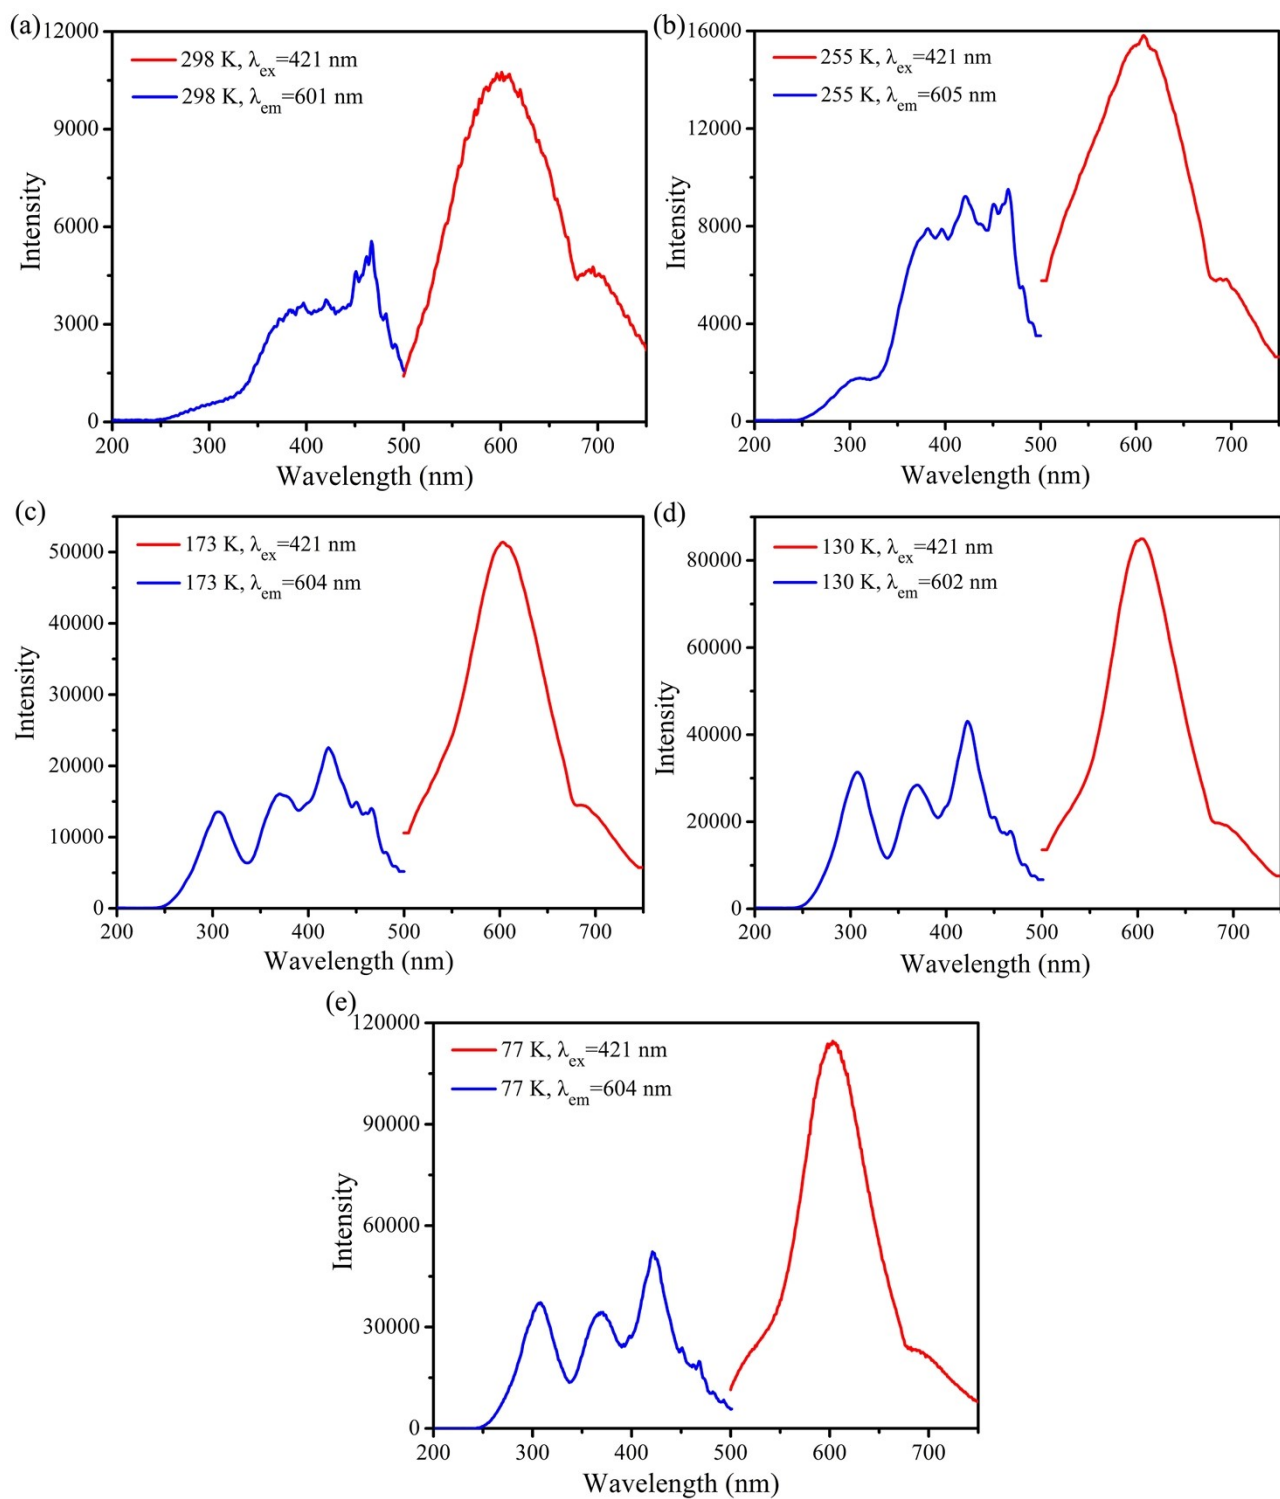 (a)
12000
9000
6000
3000
0
298 K, λex=421 nm
298 K, λem=601 nm
Intensity
200 300 400 500 600 700
Wavelength (nm)
(b)
16000
12000
8000
4000
0
255 K, λex=421 nm
255 K, λem=605 nm
Intensity
200 300 400 500 600 700
Wavelength (nm)
(c)
50000
40000
30000
20000
10000
0
173 K, λex=421 nm
173 K, λem=604 nm
Intensity
200 300 400 500 600 700
Wavelength (nm)
(d)
80000
60000
40000
20000
0
130 K, λex=421 nm
130 K, λem=602 nm
Intensity
200 300 400 500 600 700
Wavelength (nm)
(e)
120000
90000
60000
30000
0
77 K, λex=421 nm
77 K, λem=604 nm
Intensity
200 300 400 500 600 700
Wavelength (nm)